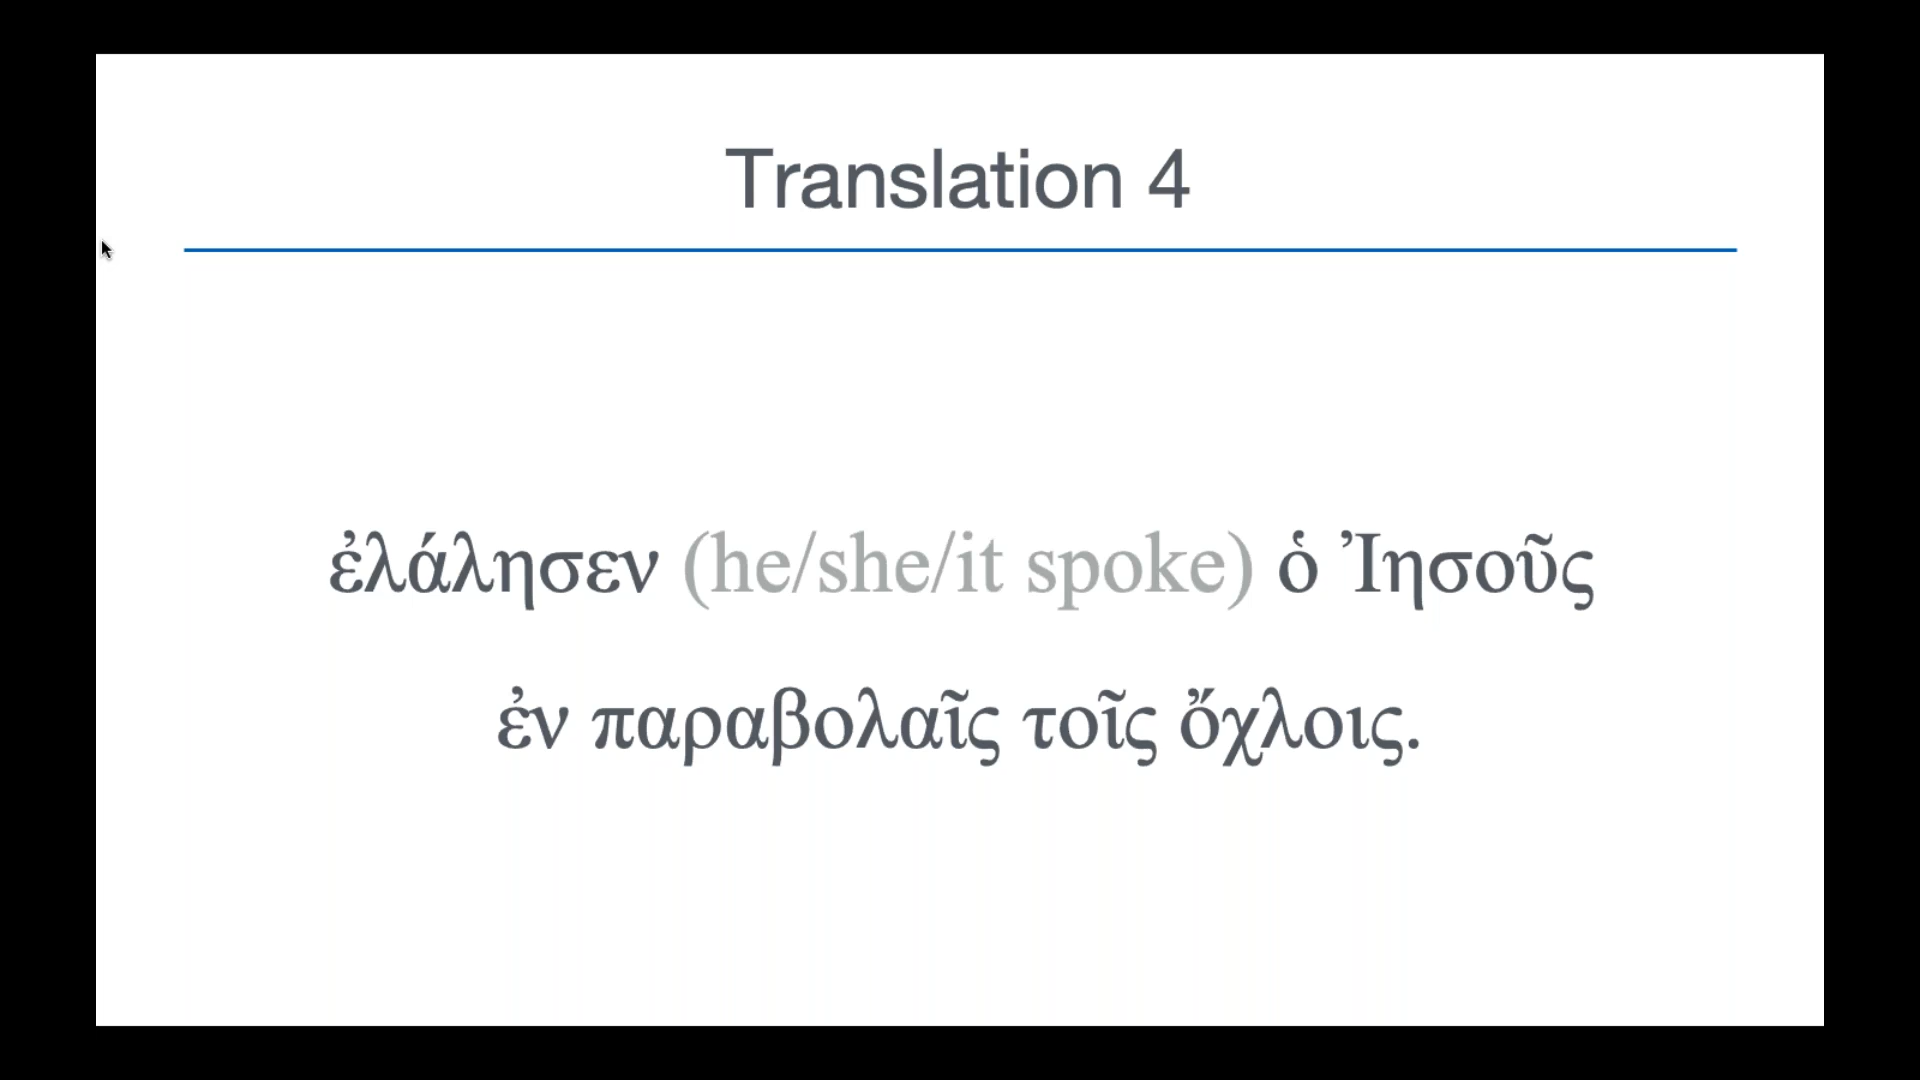 Translation 4
ἐλάλησεν (he/she/it spoke) ὁ Ἰησοῦς
ἐν παραβολαῖς τοῖς ὄχλοις.